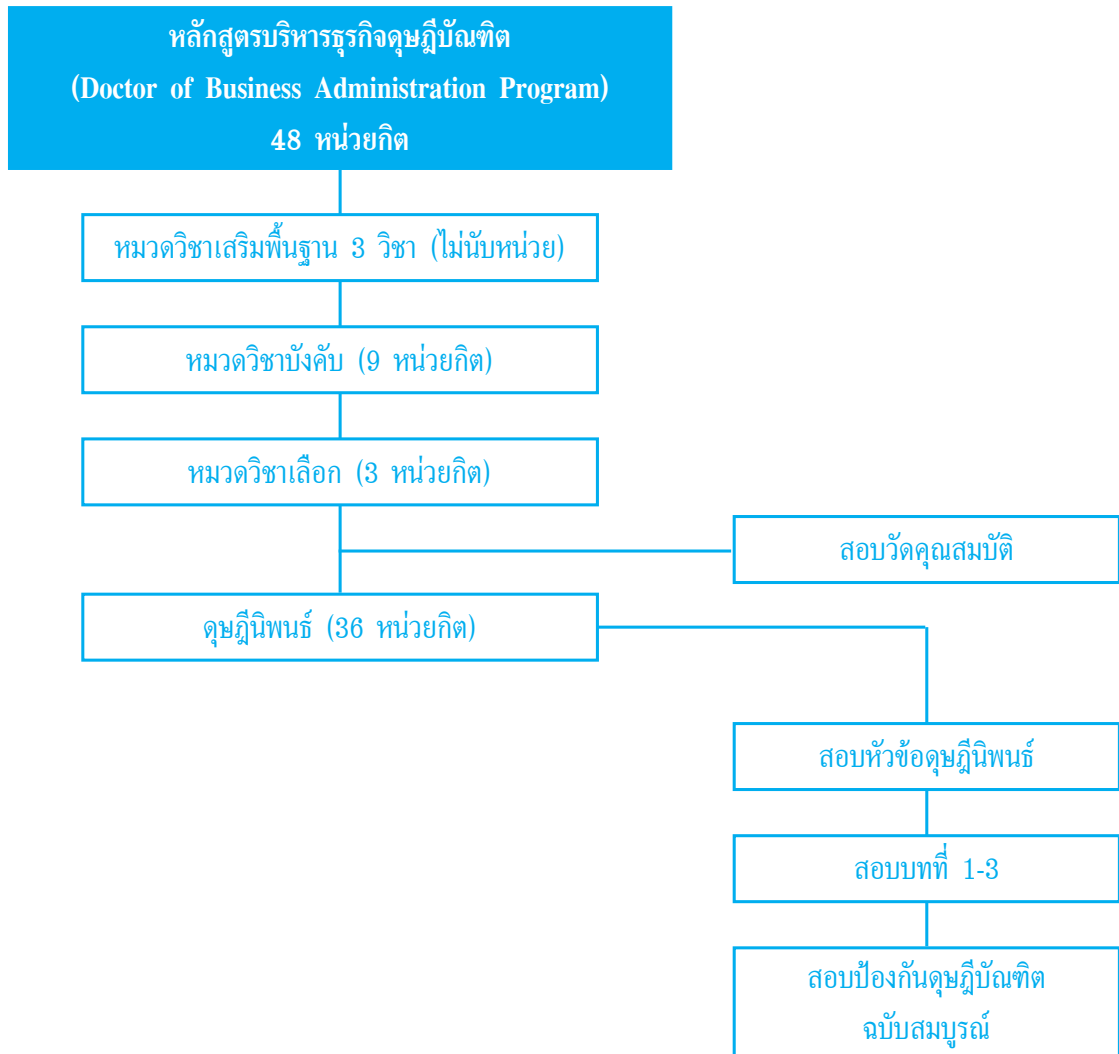 หลักสูตรบริหารธุรกิจดุษฎีบัณฑิต
(Doctor of Business Administration Program)
48 หน่วยกิต
หมวดวิชาเสริมพื้นฐาน 3 วิชา (ไม่นับหน่วย)
หมวดวิชาบังคับ (9 หน่วยกิต)
หมวดวิชาเลือก (3 หน่วยกิต)
สอบวัดคุณสมบัติ
ดุษฎีนิพนธ์ (36 หน่วยกิต)
สอบหัวข้อดุษฎีนิพนธ์
สอบบทที่ 1-3
สอบป้องกันดุษฎีบัณฑิต
ฉบับสมบูรณ์